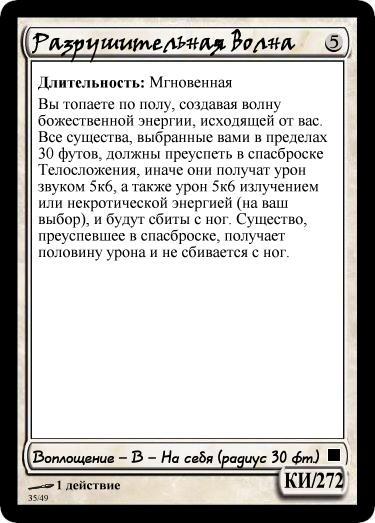 Разрушительная Волна 5
Длительность: Мгновенная
Вы топаете по полу, создавая волну
божественной энергии, исходящей от вас.
Все существа, выбранные вами в пределах
30 футов, должны преуспеть в спасброске
Телосложения, иначе они получат урон
звуком 5к6, а также урон 5к6 излучением
или некротической энергией (на ваш
выбор), и будут сбиты с ног. Существо,
преуспевшее в спасброске, получает
половину урона и не сбивается с ног.
Воплощение – В – На себя (радиус 30 фт.)
КИ/272
1 действие
35/49